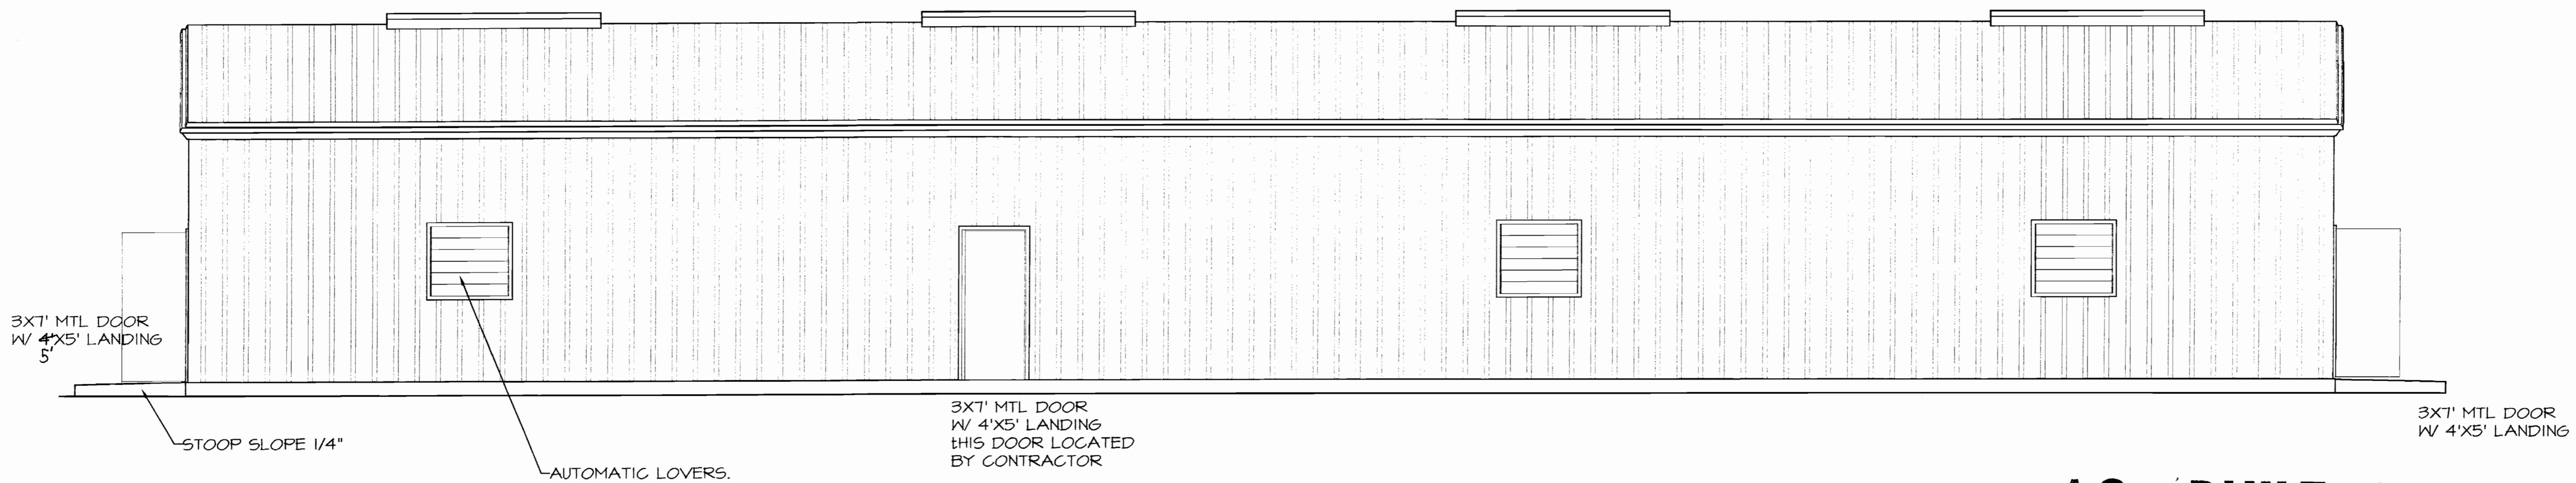 3X7' MTL DOOR
W/ 4'X5' LANDING
5'
STOOP SLOPE 1/4"
AUTOMATIC LOVERS.
3X7' MTL DOOR
W/ 4'X5' LANDING
tHIS DOOR LOCATED
BY CONTRACTOR
3X7' MTL DOOR
W/ 4'X5' LANDING